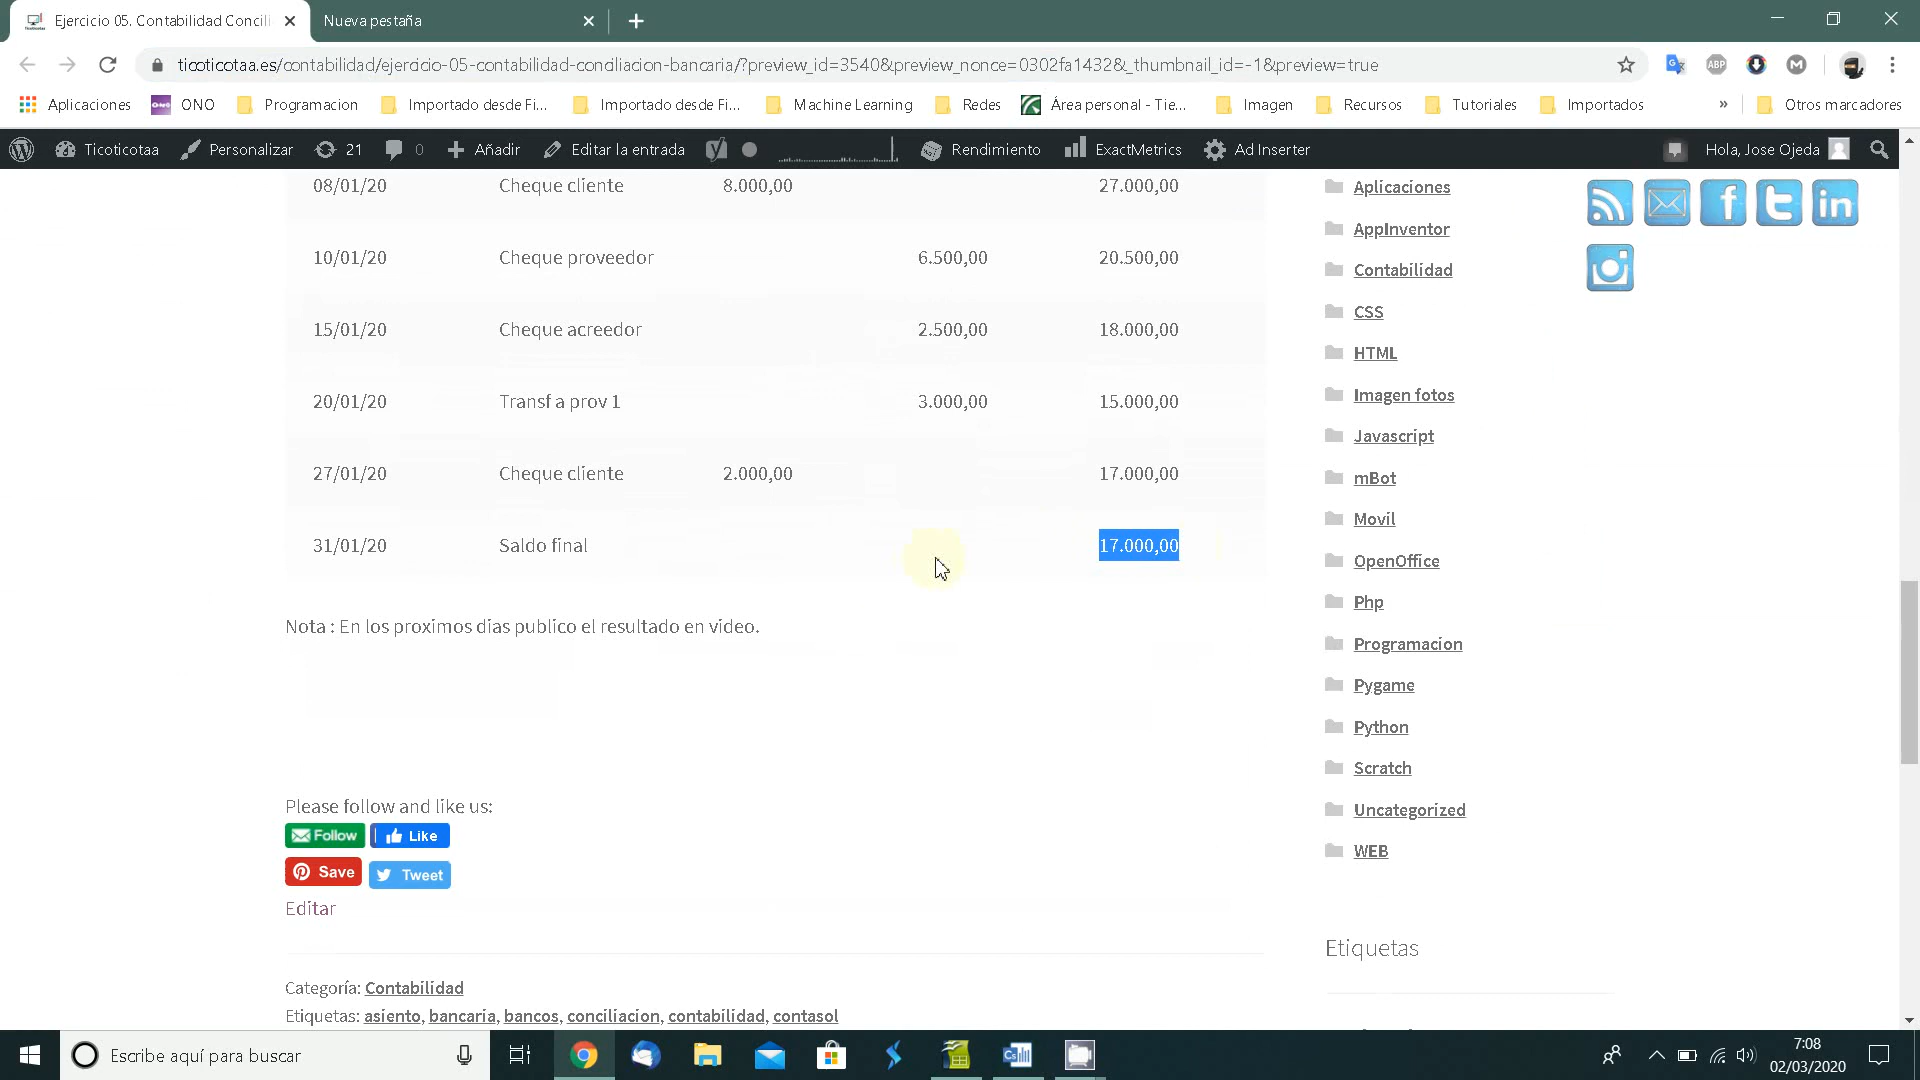 Ejercicio 05. Contabilidad Concili
Nueva pestaña
ticoticotaa.es/contabilidad/ejercicio-05-contabilidad-conciliacion-bancaria/?preview_id=3540&preview_nonce=0302fa1432&_thumbnail_id=-1&preview=true
ABP
M
Aplicaciones
ONO
Programacion
Importado desde Fi...
Importado desde Fi...
Machine Learning
Redes
Área personal - Tie...
Imagen
Recursos
Tutoriales
Importados
»
Otros marcadores
Ticoticotaa
Personalizar
21
0
Añadir
Editar la entrada
Rendimiento
ExactMetrics
Ad Inserter
Hola, Jose Ojeda
08/01/20 Cheque cliente 8.000,00 27.000,00
10/01/20 Cheque proveedor 6.500,00 20.500,00
15/01/20 Cheque acreedor 2.500,00 18.000,00
20/01/20 Transf a prov 1 3.000,00 15.000,00
27/01/20 Cheque cliente 2.000,00 17.000,00
31/01/20 Saldo final 17.000,00
Nota : En los proximos dias publico el resultado en video.
Please follow and like us:
Follow
Like
Save
Tweet
Editar
Categoría: Contabilidad
Etiquetas: asiento, bancaria, bancos, conciliacion, contabilidad, contasol
Aplicaciones
AppInventor
Contabilidad
CSS
HTML
Imagen fotos
Javascript
mBot
Movil
OpenOffice
Php
Programacion
Pygame
Python
Scratch
Uncategorized
WEB
Etiquetas
Escribe aquí para buscar
7:08
02/03/2020